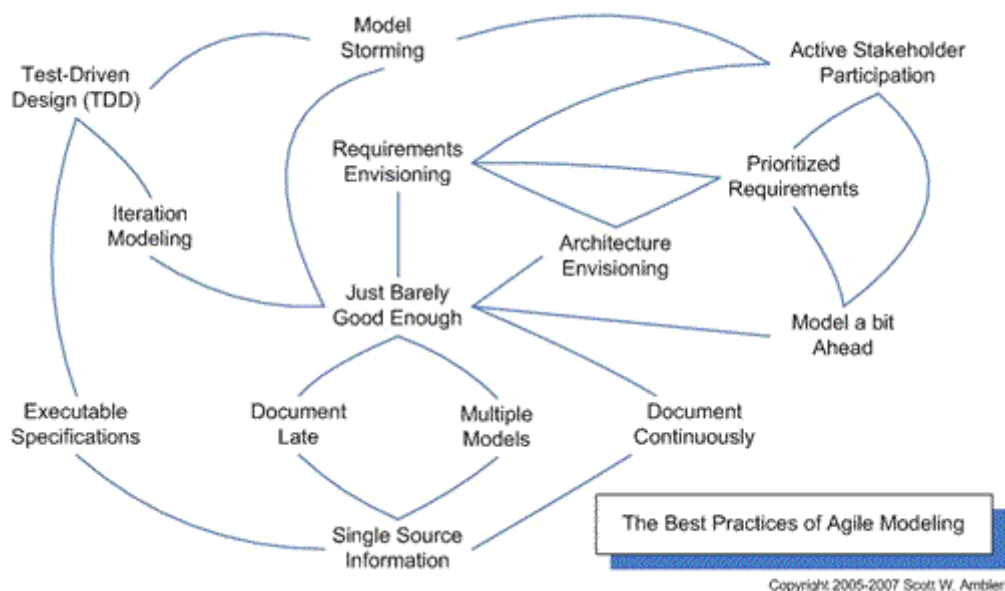 Model
Storming
Test-Driven
Design (TDD)
Active Stakeholder
Participation
Requirements
Envisioning
Prioritized
Requirements
Iteration
Modeling
Architecture
Envisioning
Just Barely
Good Enough
Model a bit
Ahead
Executable
Specifications
Document
Late
Multiple
Models
Document
Continuously
Single Source
Information
The Best Practices of Agile Modeling
Copyright 2005-2007 Scott W. Ambler